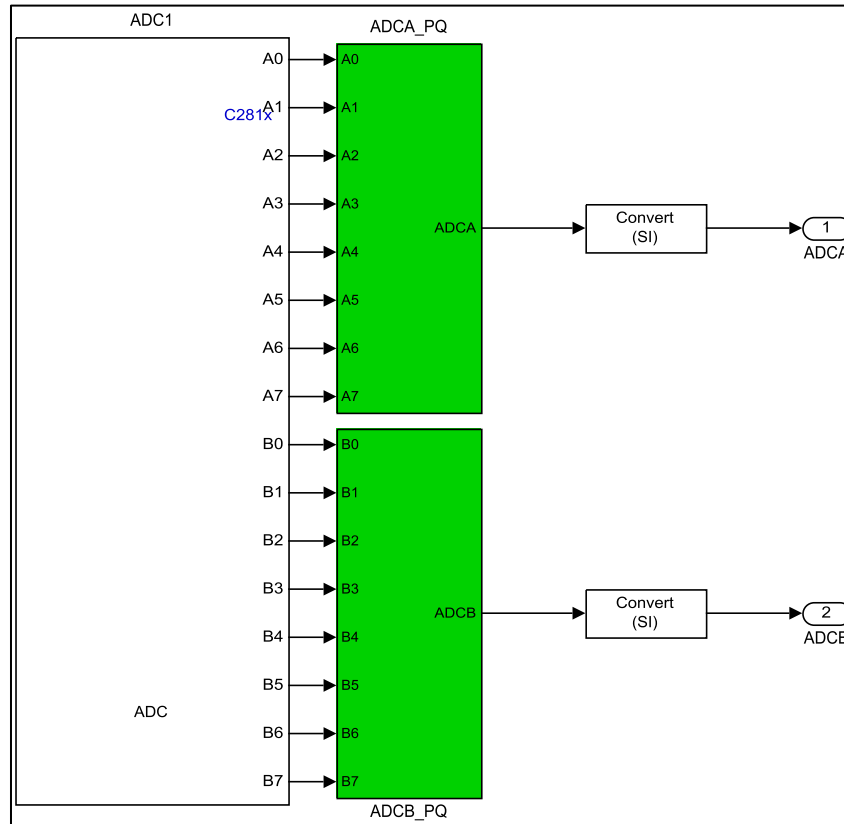 ADC1
ADCA_PQ
A0
A0
C281x
A1
A1
A2
A2
A3
A3
ADCA
Convert
(SI)
1
ADCA
A4
A4
A5
A5
A6
A6
A7
A7
B0
B0
B1
B1
B2
B2
B3
B3
ADCB
Convert
(SI)
2
ADCB
B4
B4
B5
B5
ADC
B6
B6
B7
B7
ADCB_PQ